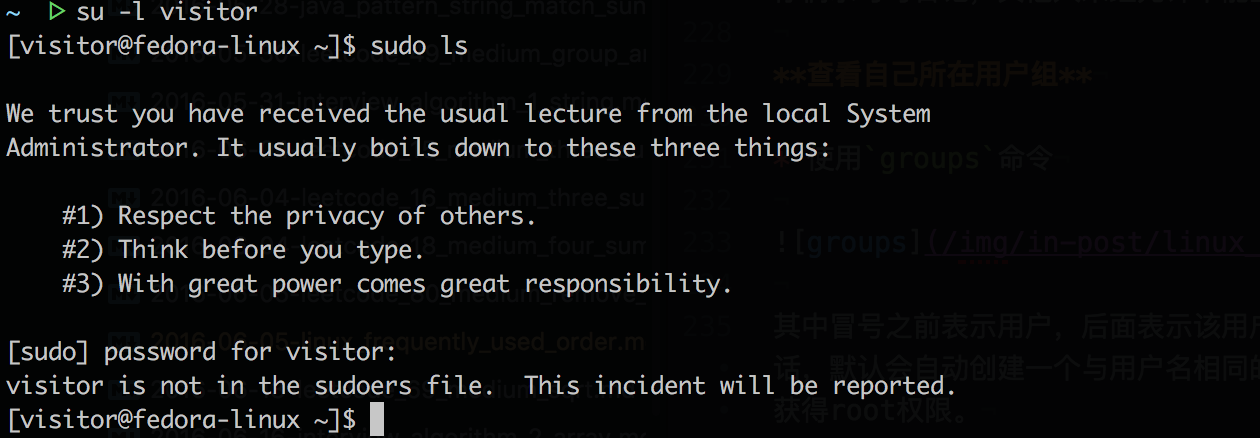 ~ ▷ su -l visitor
[visitor@fedora-linux ~]$ sudo ls
We trust you have received the usual lecture from the local System
Administrator. It usually boils down to these three things:
#1) Respect the privacy of others.
#2) Think before you type.
#3) With great power comes great responsibility.
[sudo] password for visitor:
visitor is not in the sudoers file.  This incident will be reported.
[visitor@fedora-linux ~]$
228
229
**查看自己所在用户组**
使用`groups`命令
233
![groups](/img/in-post/linux_
235
其中冒号之前表示用户，后面表示该用户
话，默认会自动创建一个与用户名相同的
获得root权限。